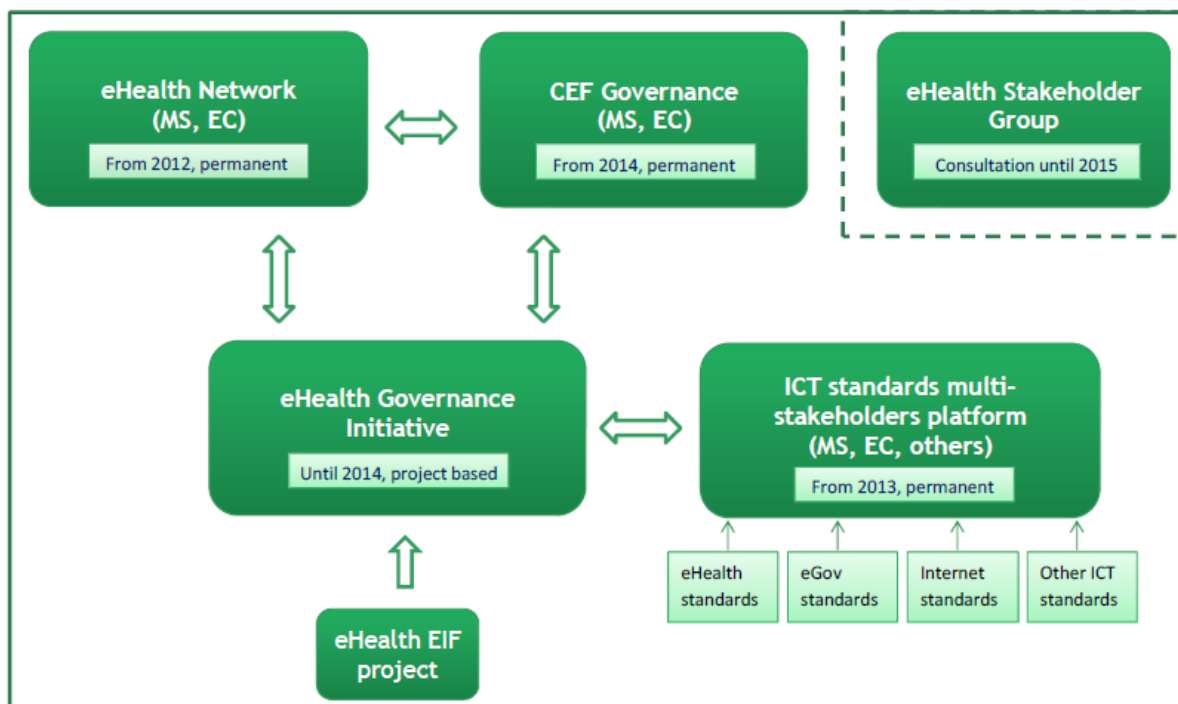 eHealth Network
(MS, EC)
From 2012, permanent
CEF Governance
(MS, EC)
From 2014, permanent
eHealth Stakeholder
Group
Consultation until 2015
eHealth Governance
Initiative
Until 2014, project based
ICT standards multi-
stakeholders platform
(MS, EC, others)
From 2013, permanent
eHealth
standards
eGov
standards
Internet
standards
Other ICT
standards
eHealth EIF
project